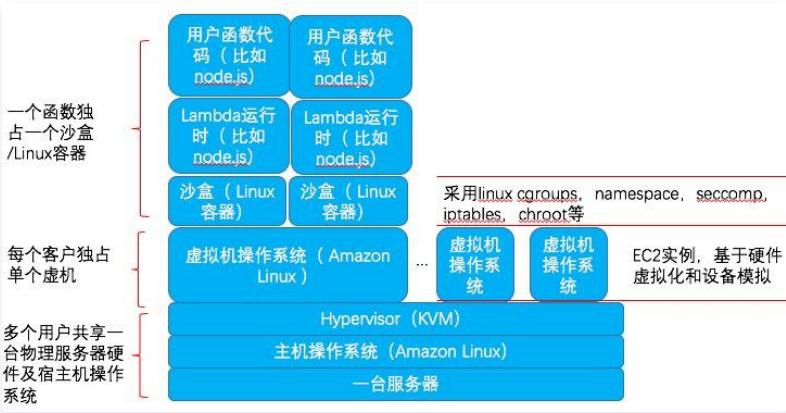 用户函数代
码（比如
node.js）
用户函数代
码（比如
node.js）
一个函数独
占一个沙盒
/Linux容器
Lambda运行
时（比如
node.js）
Lambda运行
时（比如
node.js）
沙盒（Linux
容器）
沙盒（Linux
容器）
采用linux cgroups，namespace，seccomp,
iptables，chroot等
每个客户独占
单个虚机
虚拟机操作系统（Amazon
Linux）
...
虚拟机
操作系
统
虚拟机
操作系
统
EC2实例，基于硬件
虚拟化和设备模拟
多个用户共享一
台物理服务器硬
件及宿主机操作
系统
Hypervisor（KVM）
主机操作系统（Amazon Linux）
一台服务器